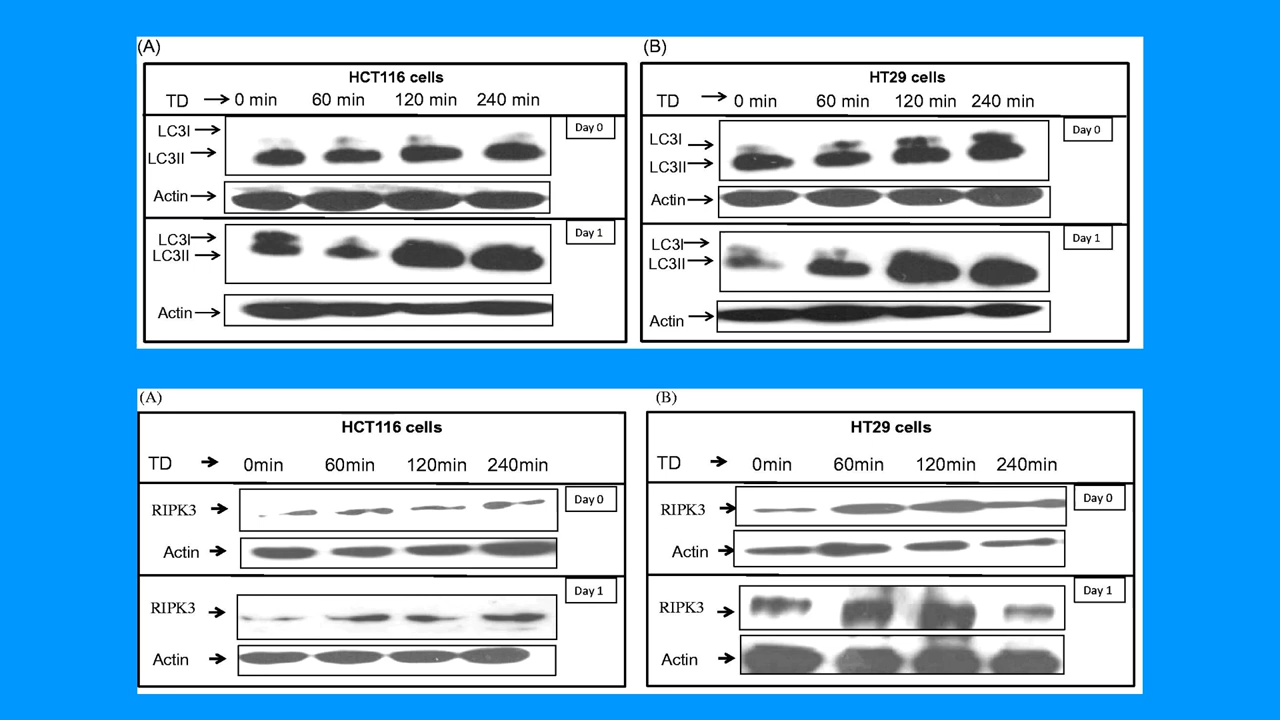 (A)
HCT116 cells
TD → 0 min 60 min 120 min 240 min
LC3I→
LC3II→
Day 0
Actin→
LC3I→
LC3II→
Day 1
Actin→
(B)
HT29 cells
TD → 0 min 60 min 120 min 240 min
LC3I→
LC3II→
Day 0
Actin→
LC3I→
LC3II→
Day 1
Actin→
(A)
HCT116 cells
TD → 0min 60min 120min 240min
RIPK3 →
Day 0
Actin →
RIPK3 →
Day 1
Actin →
(B)
HT29 cells
TD → 0min 60min 120min 240min
RIPK3 →
Day 0
Actin →
RIPK3 →
Day 1
Actin →